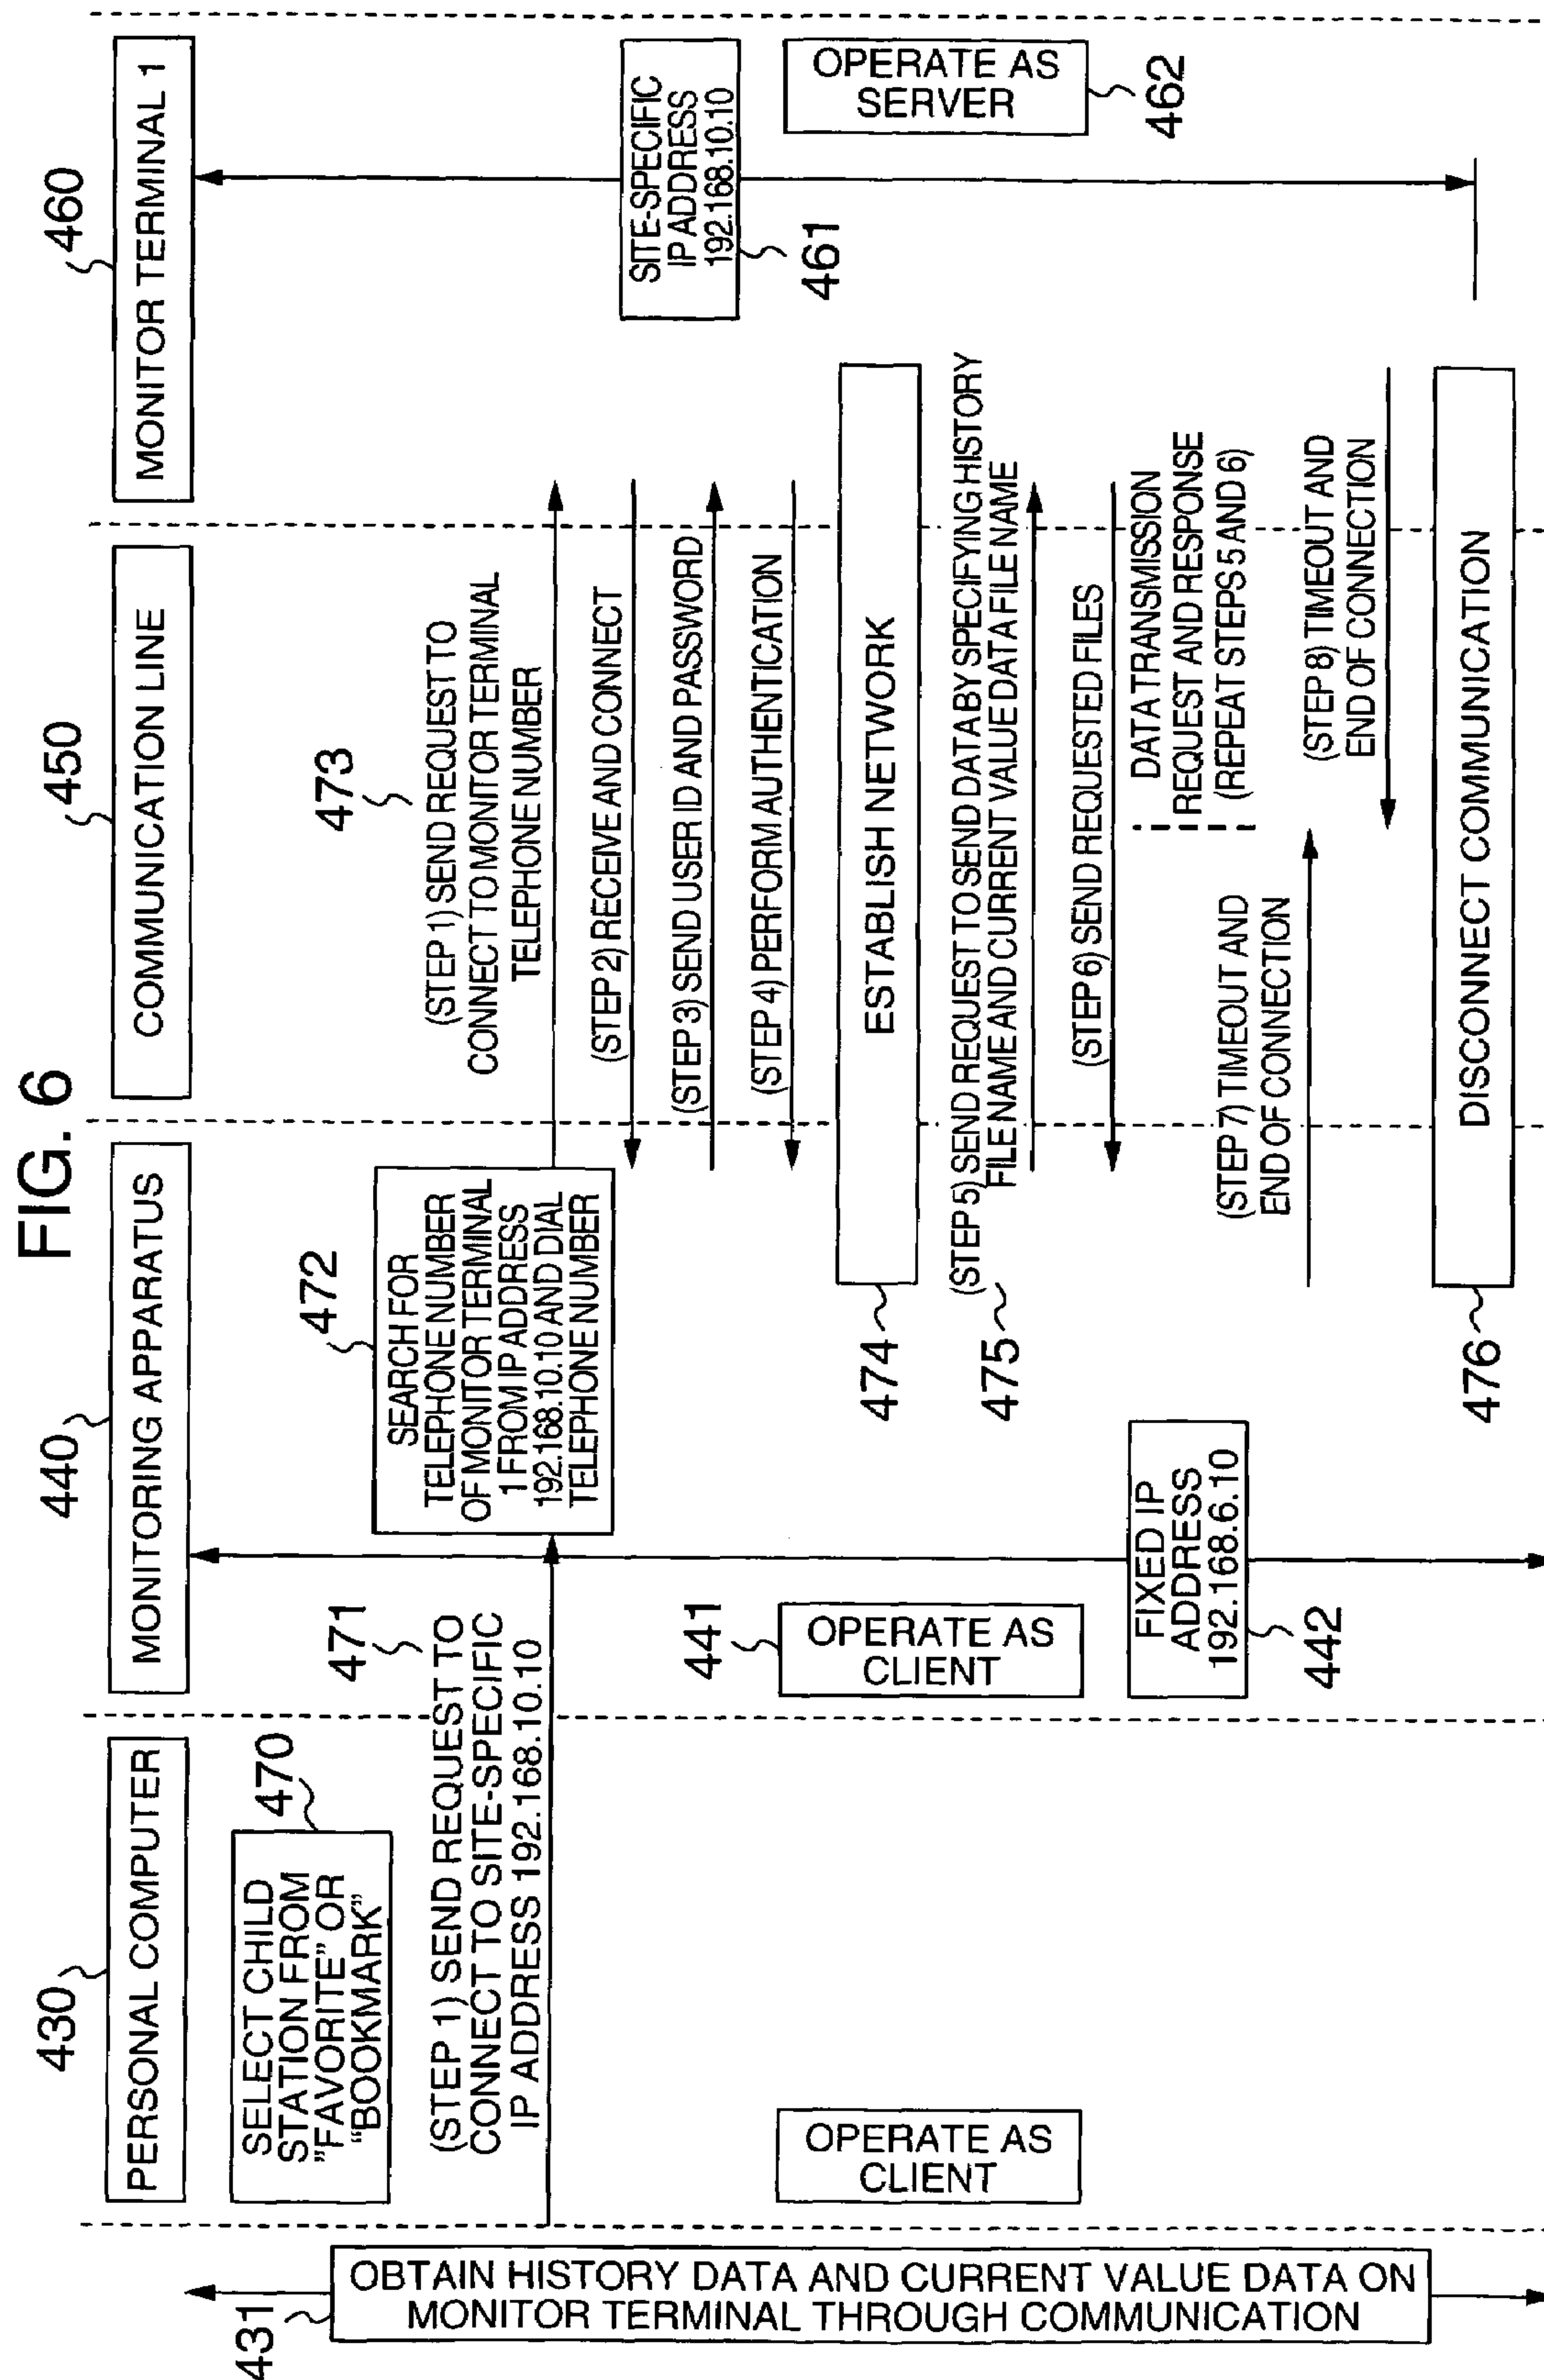 FIG. 6
430
PERSONAL COMPUTER
440
MONITORING APPARATUS
450
COMMUNICATION LINE
460
MONITOR TERMINAL 1
431
OBTAIN HISTORY DATA AND CURRENT VALUE DATA ON
MONITOR TERMINAL THROUGH COMMUNICATION
470
SELECT CHILD
STATION FROM
"FAVORITE" OR
"BOOKMARK"
471
(STEP 1) SEND REQUEST TO
CONNECT TO SITE-SPECIFIC
IP ADDRESS 192.168.10.10
OPERATE AS
CLIENT
472
SEARCH FOR
TELEPHONE NUMBER
OF MONITOR TERMINAL
1 FROM IP ADDRESS
192.168.10.10 AND DIAL
TELEPHONE NUMBER
441
OPERATE AS
CLIENT
FIXED IP
ADDRESS
192.168.6.10
442
473
(STEP 1) SEND REQUEST TO
CONNECT TO MONITOR TERMINAL
TELEPHONE NUMBER
(STEP 2) RECEIVE AND CONNECT
(STEP 3) SEND USER ID AND PASSWORD
(STEP 4) PERFORM AUTHENTICATION
474
ESTABLISH NETWORK
475
(STEP 5) SEND REQUEST TO SEND DATA BY SPECIFYING HISTORY
FILE NAME AND CURRENT VALUE DATA FILE NAME
(STEP 6) SEND REQUESTED FILES
DATA TRANSMISSION
REQUEST AND RESPONSE
(REPEAT STEPS 5 AND 6)
(STEP 7) TIMEOUT AND
END OF CONNECTION
(STEP 8) TIMEOUT AND
END OF CONNECTION
476
DISCONNECT COMMUNICATION
SITE-SPECIFIC
IP ADDRESS
192.168.10.10
461
OPERATE AS
SERVER
462